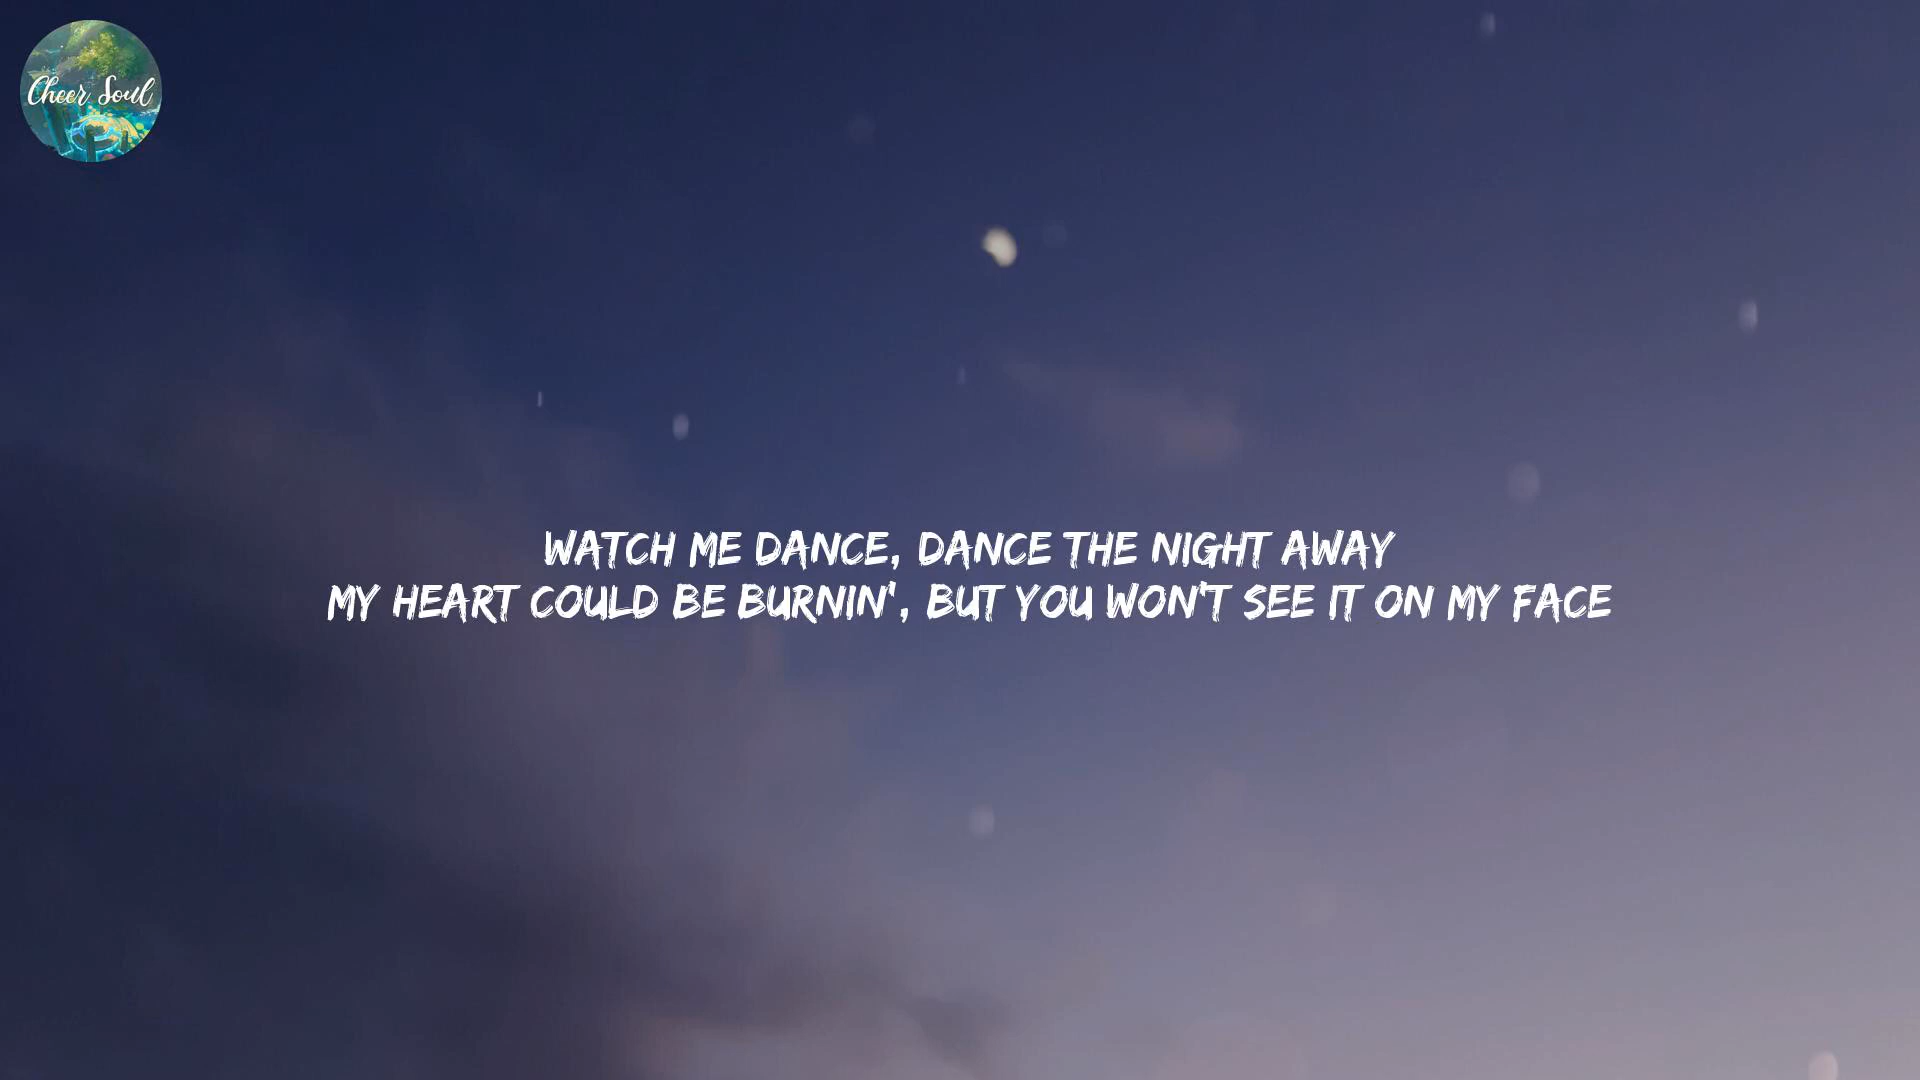 Cheer Soul
WATCH ME DANCE, DANCE THE NIGHT AWAY
MY HEART COULD BE BURNIN', BUT YOU WON'T SEE IT ON MY FACE